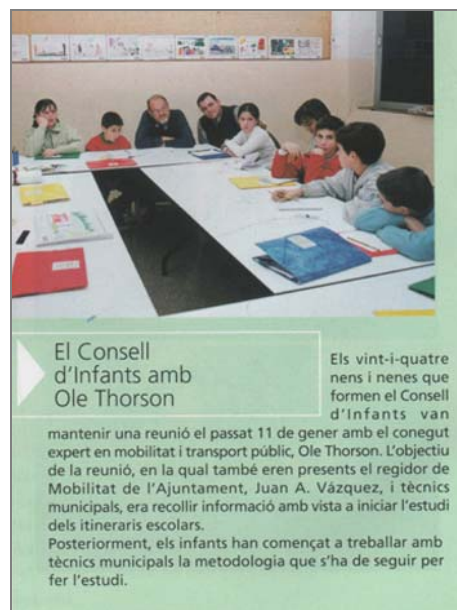 El Consell
d'Infants amb
Ole Thorson
Els vint-i-quatre
nens i nenes que
formen el Consell
d'Infants van
mantenir una reunió el passat 11 de gener amb el conegut
expert en mobilitat i transport públic, Ole Thorson. L'objectiu
de la reunió, en la qual també eren presents el regidor de
Mobilitat de l'Ajuntament, Juan A. Vázquez, i tècnics
municipals, era recollir informació amb vista a iniciar l'estudi
dels itineraris escolars.
Posteriorment, els infants han començat a treballar amb
tècnics municipals la metodologia que s'ha de seguir per
fer l'estudi.